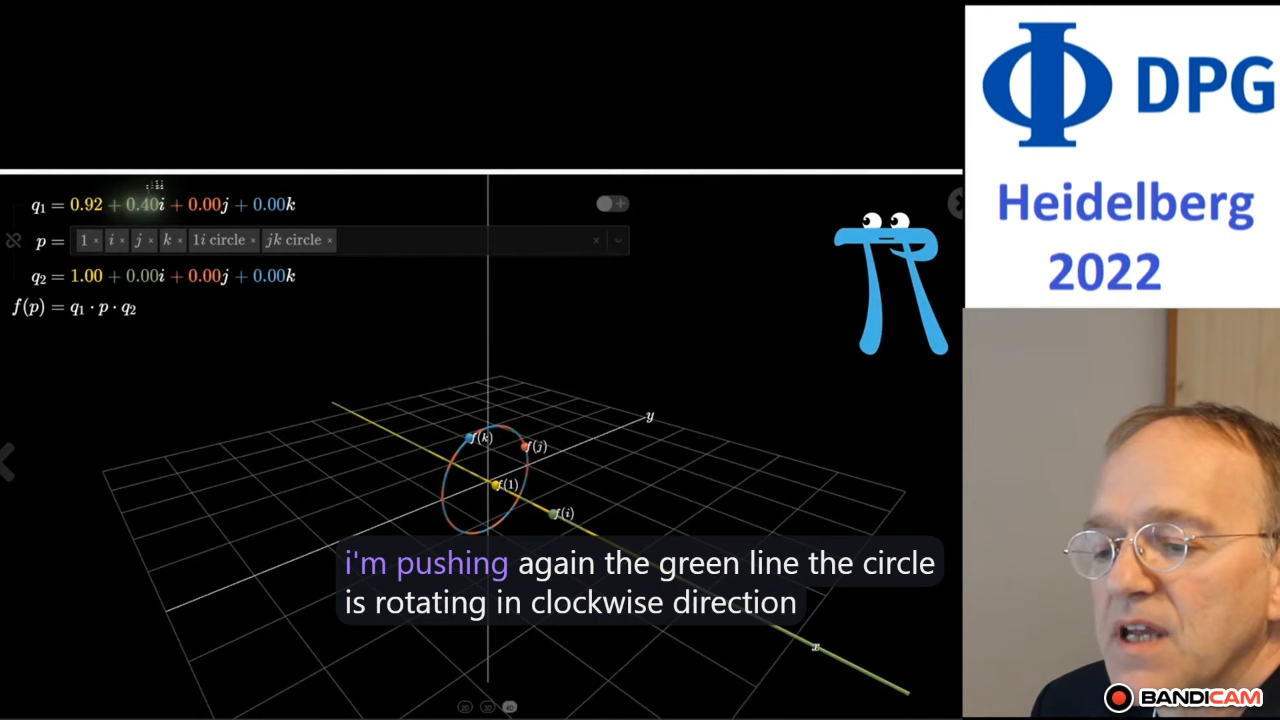 q₁ = 0.92 + 0.40i + 0.00j + 0.00k
p = 1 × i × j × k × 1i circle × jk circle × ×
q₂ = 1.00 + 0.00i + 0.00j + 0.00k
f(p) = q₁ · p · q₂
DPG
Heidelberg
2022
y
f(k)
f(j)
f(1)
f(i)
i'm pushing again the green line the circle
is rotating in clockwise direction
x
BANDICAM